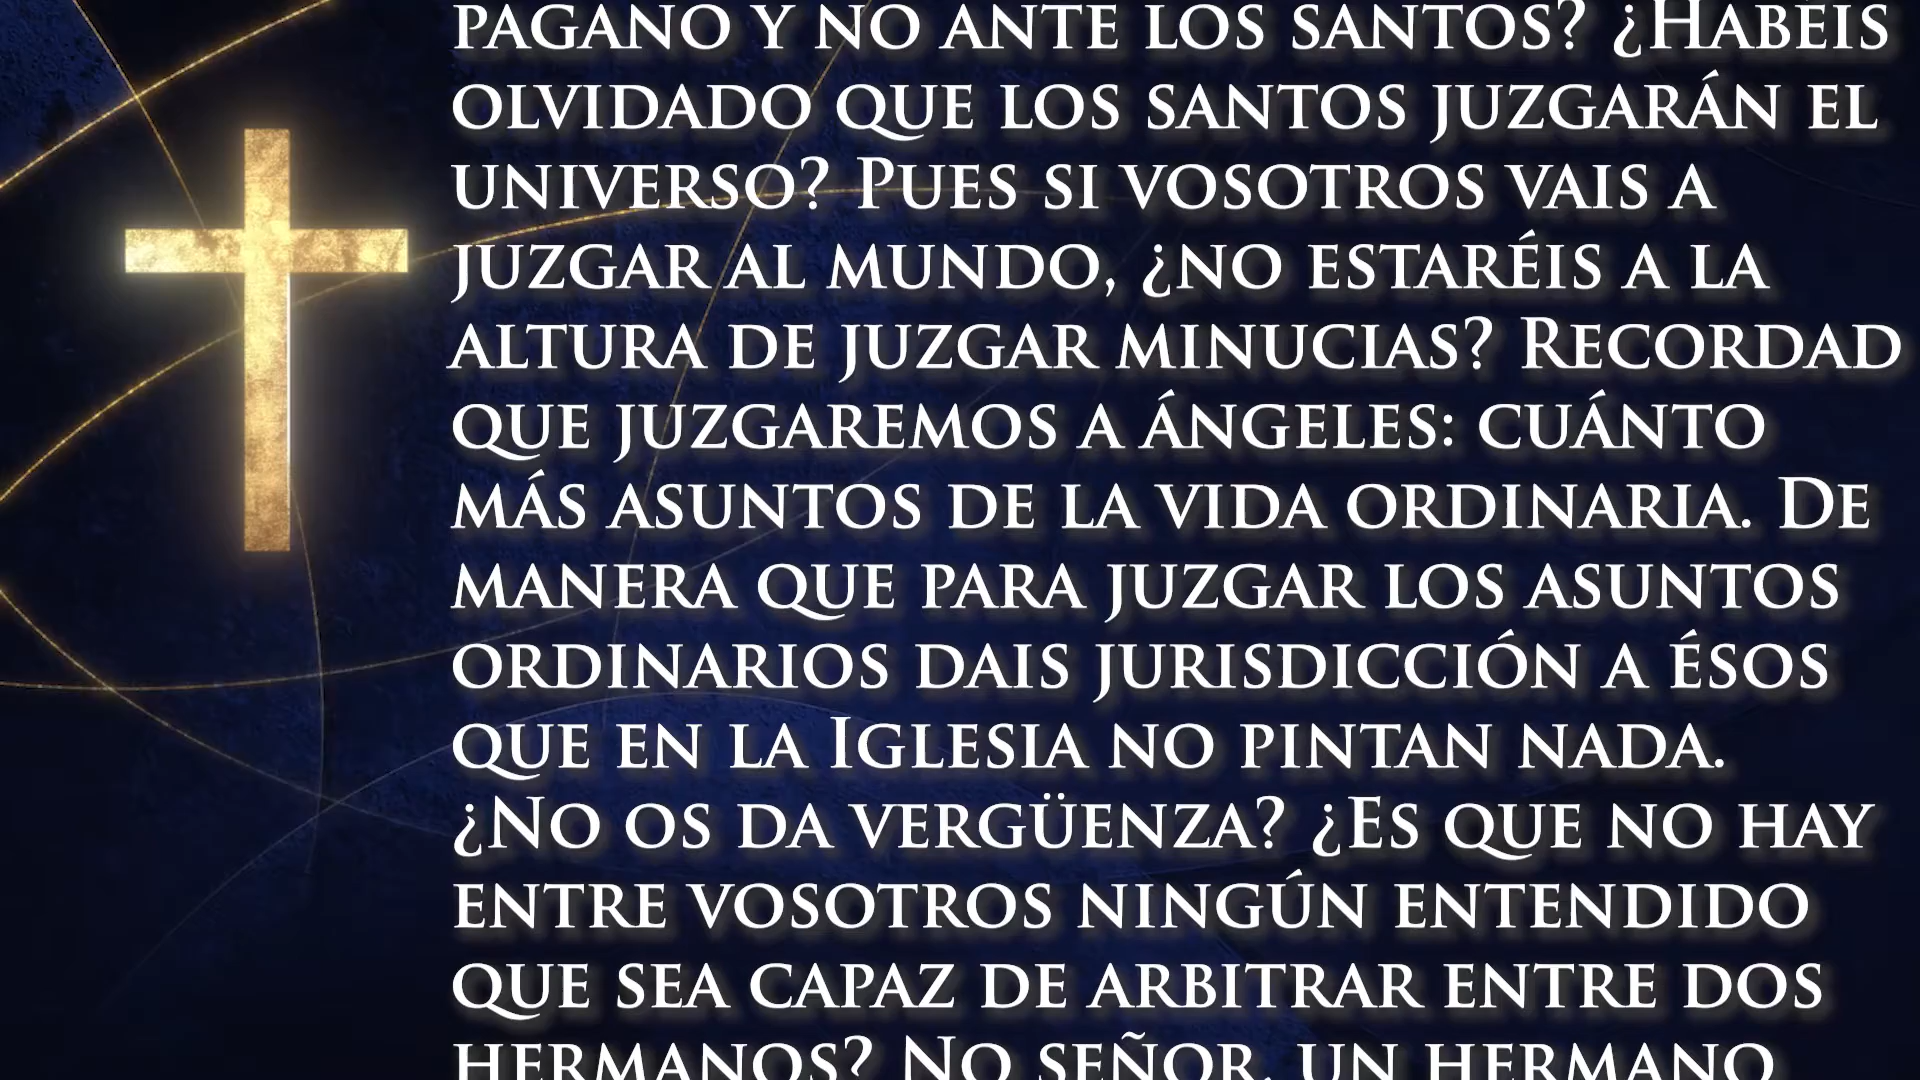 PAGANO Y NO ANTE LOS SANTOS? ¿HABÉIS
OLVIDADO QUE LOS SANTOS JUZGARÁN EL
UNIVERSO? PUES SI VOSOTROS VAIS A
JUZGAR AL MUNDO, ¿NO ESTARÉIS A LA
ALTURA DE JUZGAR MINUCIAS? RECORDAD
QUE JUZGAREMOS A ÁNGELES: CUÁNTO
MÁS ASUNTOS DE LA VIDA ORDINARIA. DE
MANERA QUE PARA JUZGAR LOS ASUNTOS
ORDINARIOS DAIS JURISDICCIÓN A ÉSOS
QUE EN LA IGLESIA NO PINTAN NADA.
¿NO OS DA VERGÜENZA? ¿ES QUE NO HAY
ENTRE VOSOTROS NINGÚN ENTENDIDO
QUE SEA CAPAZ DE ARBITRAR ENTRE DOS
HERMANOS? NO SEÑOR, UN HERMANO